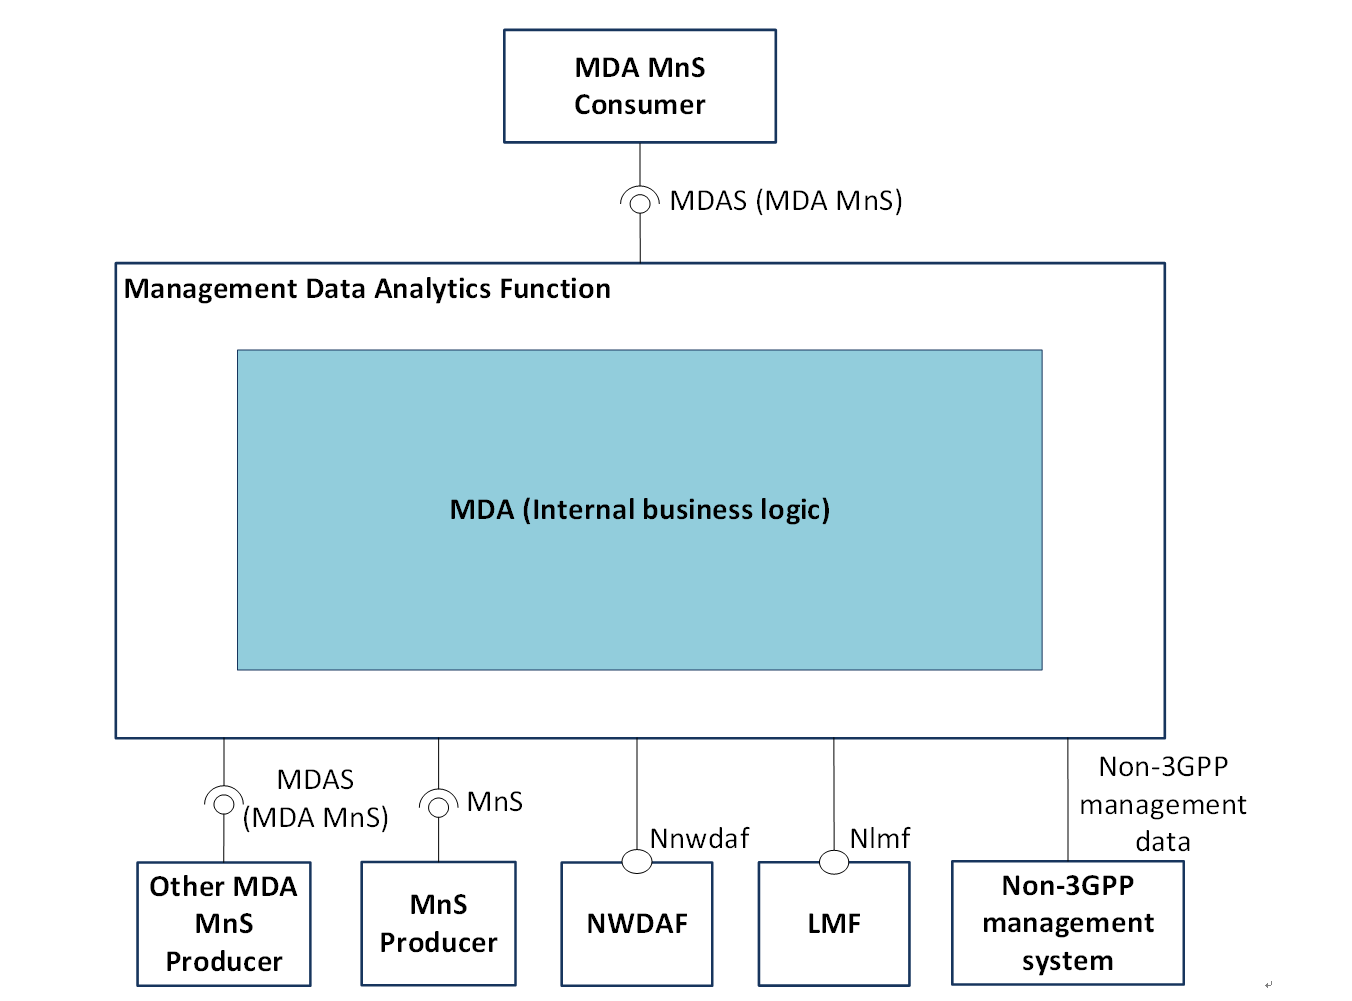 MDA MnS
Consumer
MDAS (MDA MnS)
Management Data Analytics Function
MDA (Internal business logic)
MDAS
(MDA MnS)
MnS
Nnwdaf
Nlmf
Non-3GPP
management
data
Other MDA
MnS
Producer
MnS
Producer
NWDAF
LMF
Non-3GPP
management
system